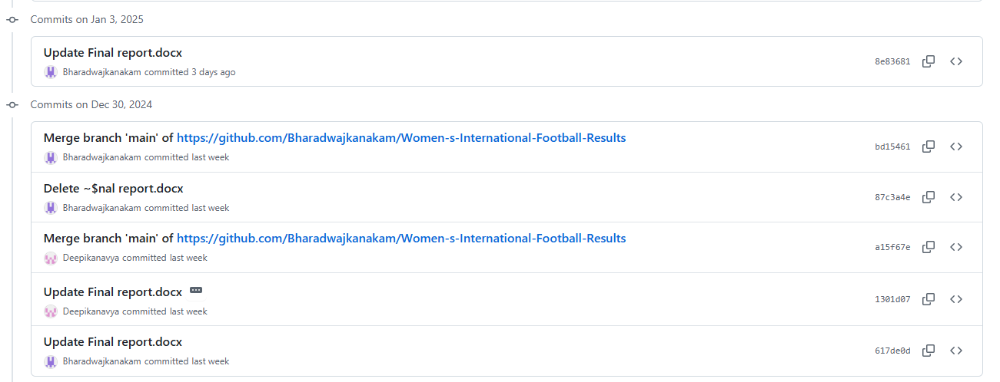 Commits on Jan 3, 2025
Update Final report.docx
Bharadwajkanakam committed 3 days ago
8e83681
Commits on Dec 30, 2024
Merge branch 'main' of https://github.com/Bharadwajkanakam/Women-s-International-Football-Results
Bharadwajkanakam committed last week
bd15461
Delete ~$nal report.docx
Bharadwajkanakam committed last week
87c3a4e
Merge branch 'main' of https://github.com/Bharadwajkanakam/Women-s-International-Football-Results
Deepikanavya committed last week
a15f67e
Update Final report.docx
Deepikanavya committed last week
1301d07
Update Final report.docx
Bharadwajkanakam committed last week
617de0d